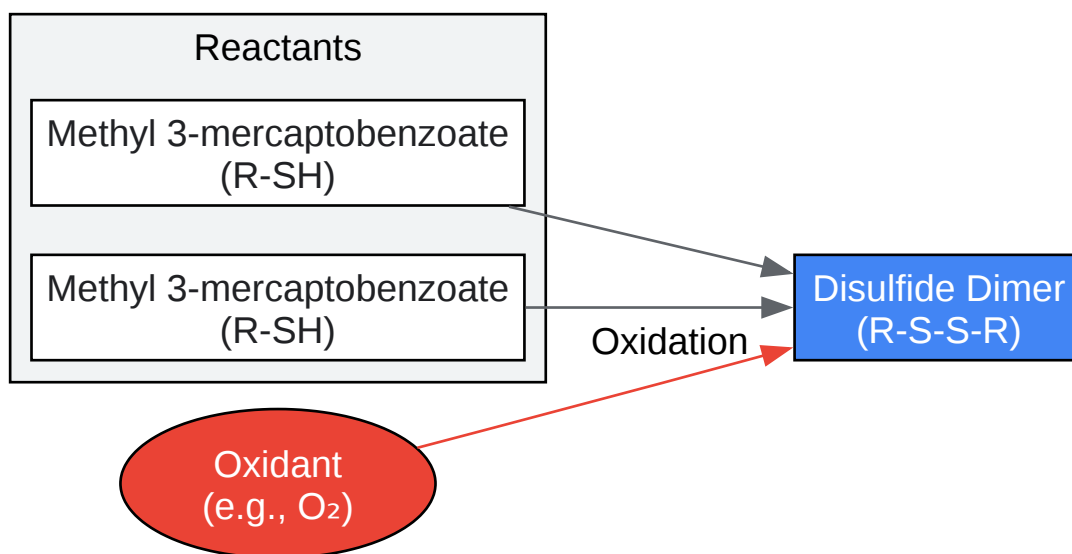 Reactants
Methyl 3-mercaptobenzoate
(R-SH)
Methyl 3-mercaptobenzoate
(R-SH)
Disulfide Dimer
(R-S-S-R)
Oxidation
Oxidant
(e.g., O₂)